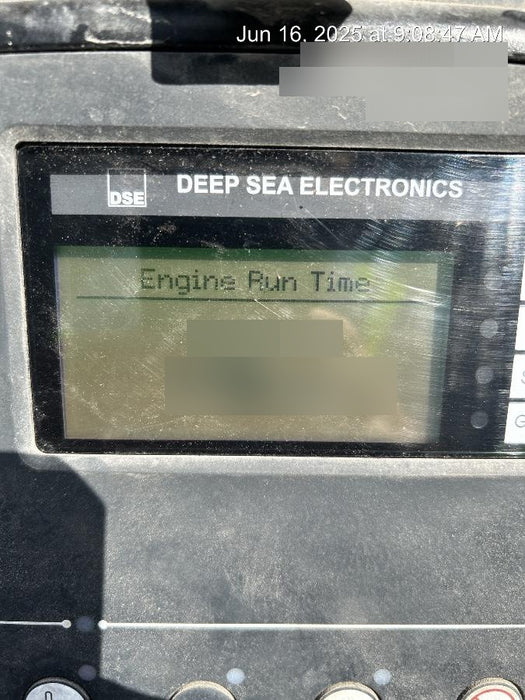 Jun 16, 2025 at 9:08:47 AM
DSE
DEEP SEA ELECTRONICS
Engine Run Time